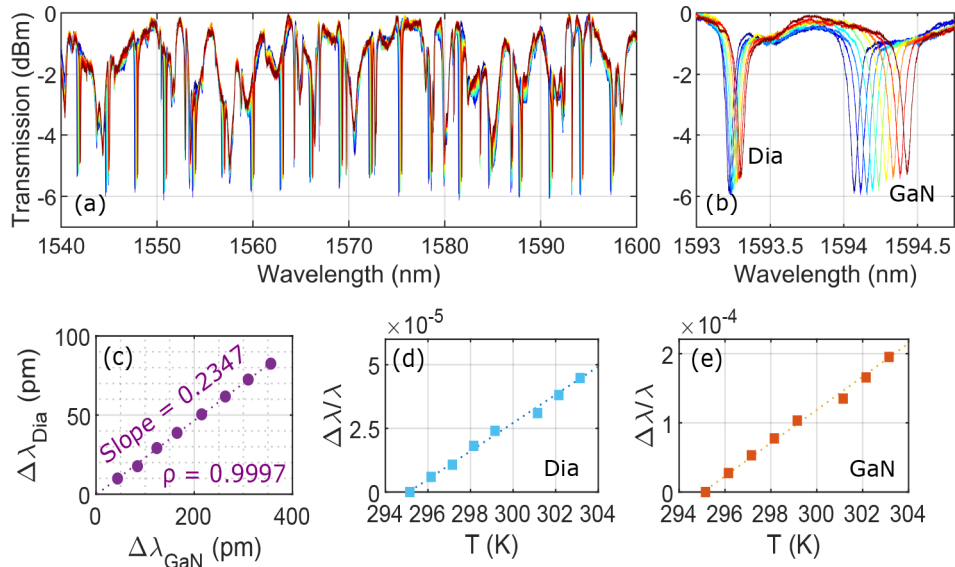 Transmission (dBm)
0
-2
-4
-6
(a)
1540 1550 1560 1570 1580 1590 1600
Wavelength (nm)
0
-2
-4
-6
Dia
GaN
(b)
1593 1593.5 1594 1594.5
Wavelength (nm)
(c)
Δλ_Dia (pm)
100
50
0
Slope = 0.2347
ρ = 0.9997
0 200 400
Δλ_GaN (pm)
×10^-5
(d)
Δλ/λ
5
2.5
0
Dia
294 296 298 300 302 304
T (K)
×10^-4
(e)
Δλ/λ
2
1
0
GaN
294 296 298 300 302 304
T (K)